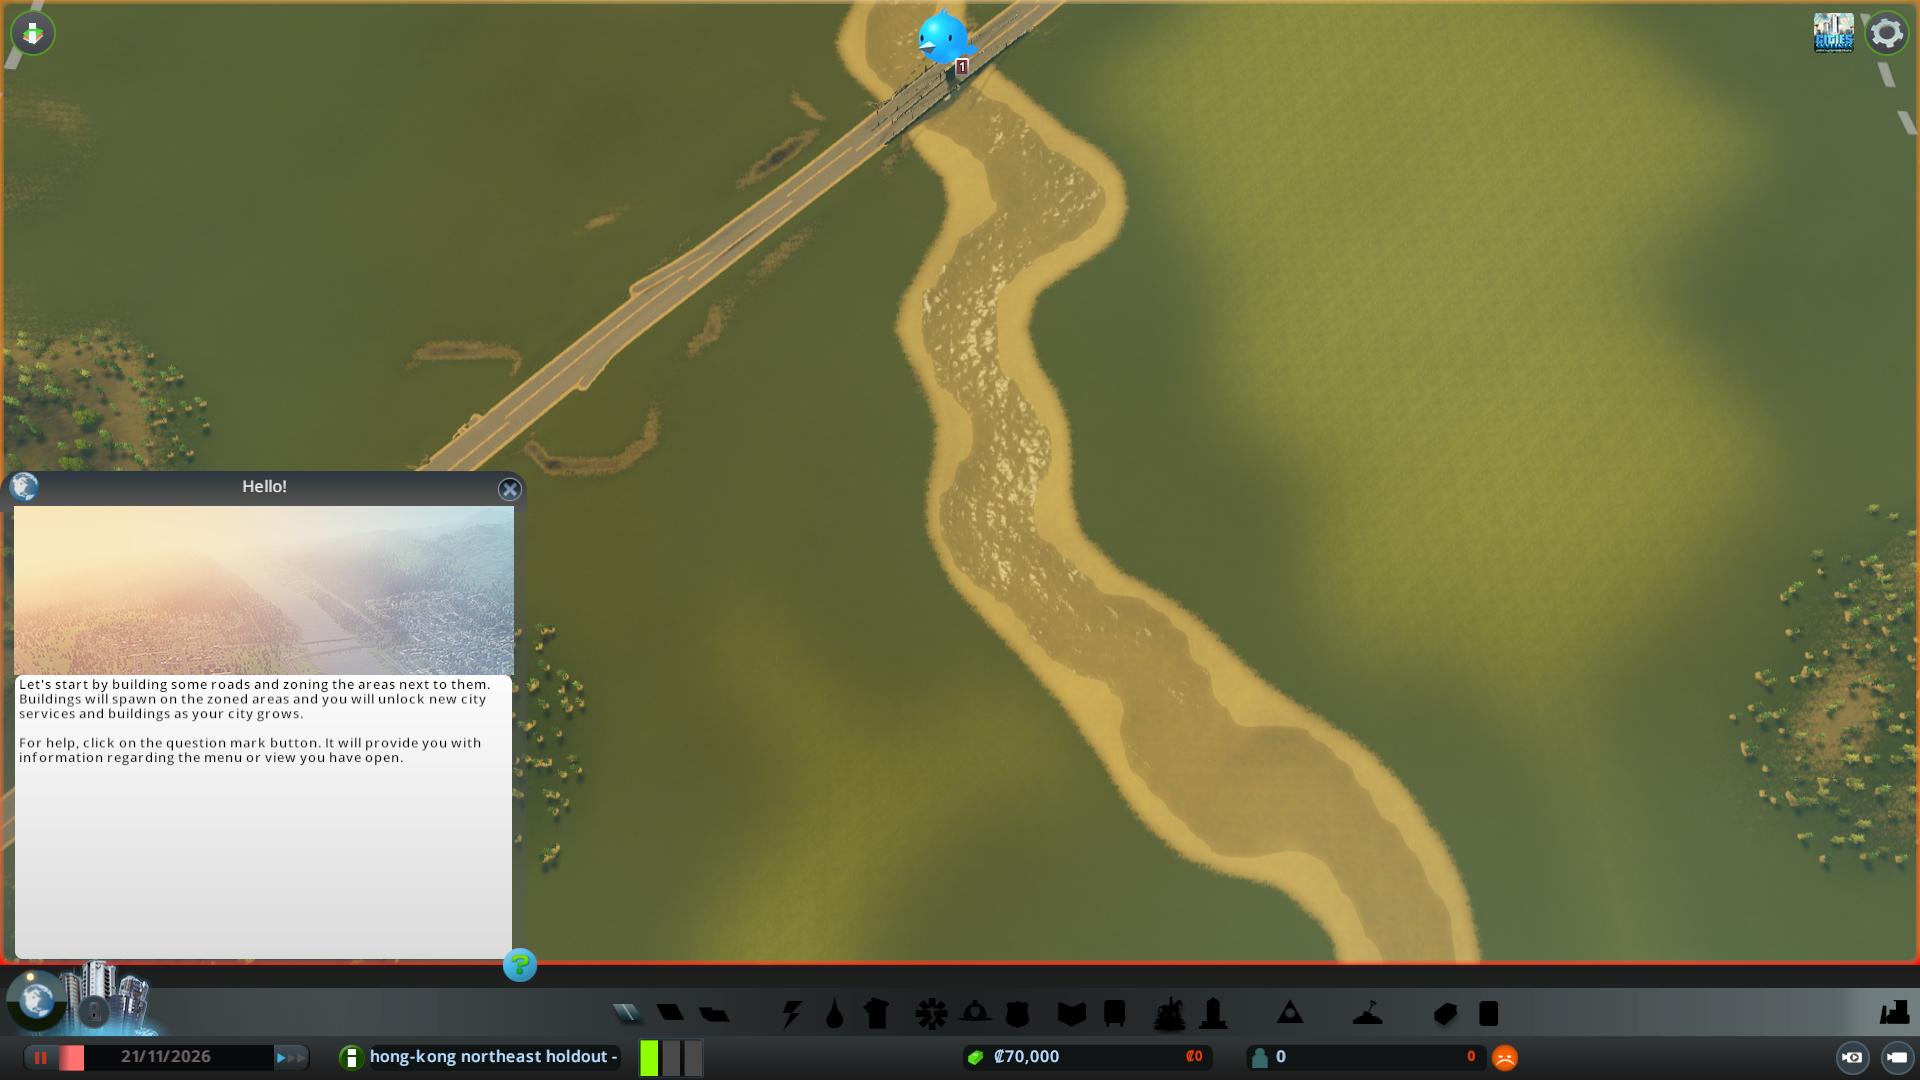 1
CITIES
Hello!
Let's start by building some roads and zoning the areas next to them.
Buildings will spawn on the zoned areas and you will unlock new city
services and buildings as your city grows.
For help, click on the question mark button. It will provide you with
information regarding the menu or view you have open.
?
21/11/2026
hong-kong northeast holdout -
₡70,000
₡0
0
0